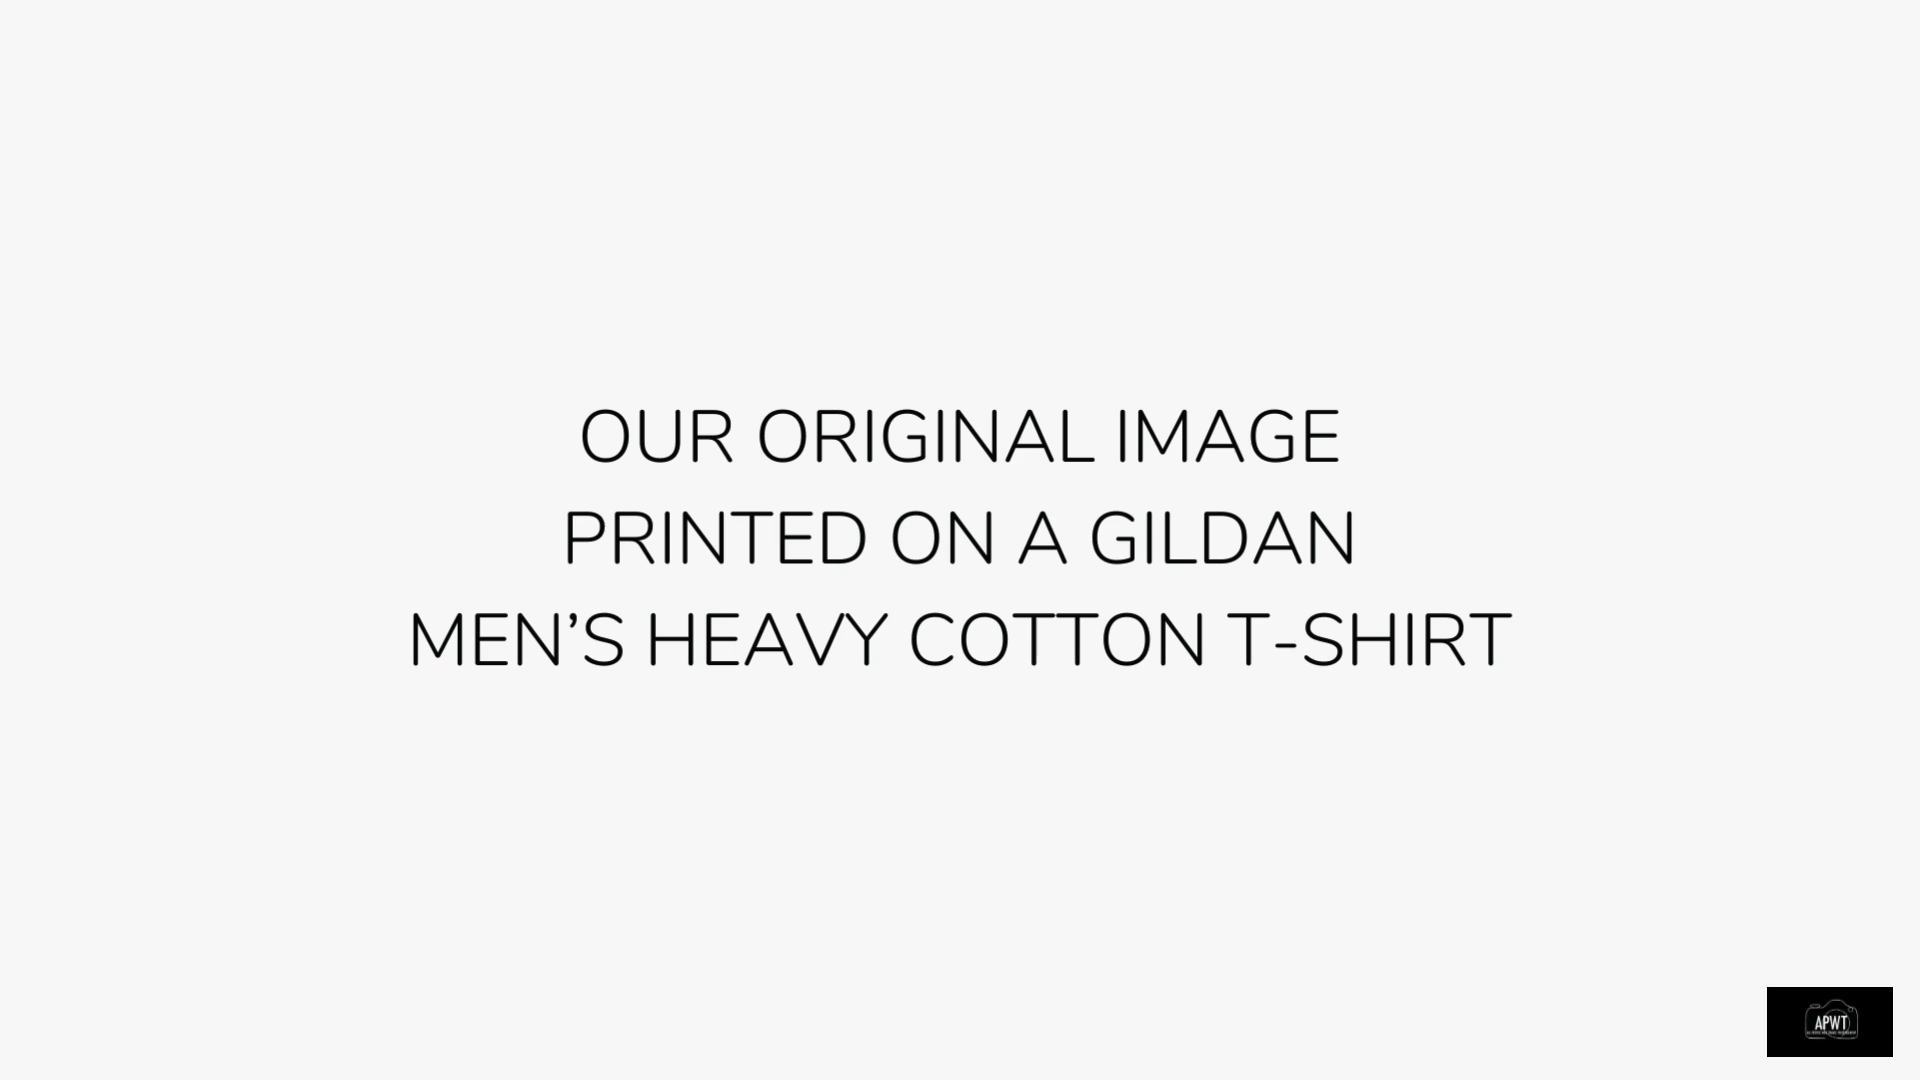 OUR ORIGINAL IMAGE
PRINTED ON A GILDAN
MEN’S HEAVY COTTON T-SHIRT
APWT